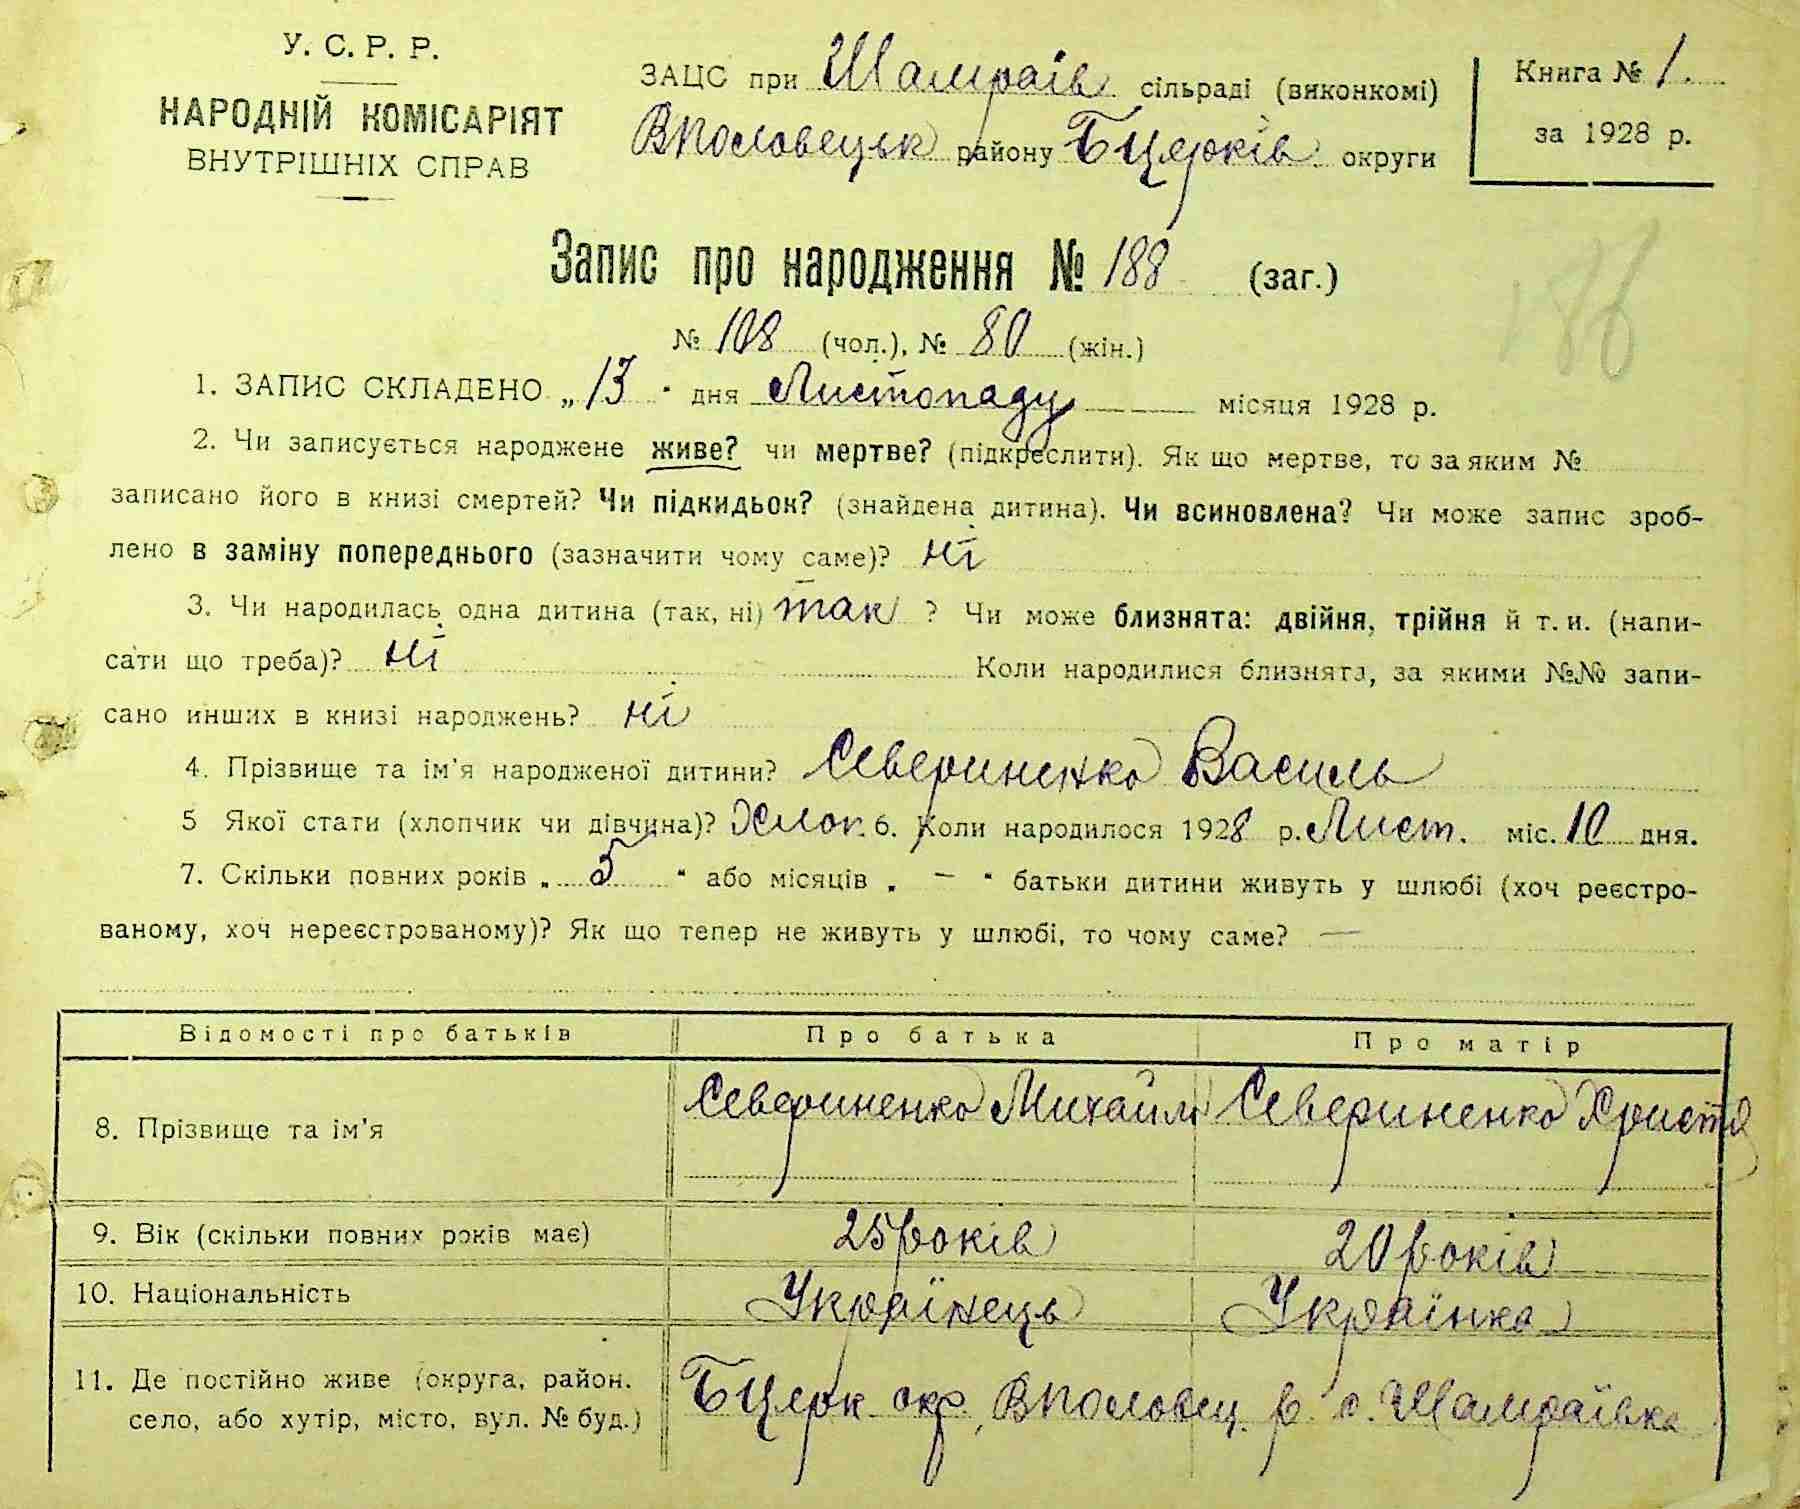 У. С. Р. Р.
НАРОДНІЙ КОМІСАРІЯТ
ВНУТРІШНІХ СПРАВ
ЗАЦС при Шамраїв сільраді (виконкомі)
Вполовецьк району Бцерків округи
Книга № 1.
за 1928 р.
Запис про народження № 188 (заг.)
186
№ 108 (чол.), № 80 (жін.)
1. ЗАПИС СКЛАДЕНО „13" дня Листопаду місяця 1928 р.
2. Чи записується народжене живе? чи мертве? (підкреслити). Як що мертве, то за яким №
записано його в книзі смертей? Чи підкидьок? (знайдена дитина). Чи всиновлена? Чи може запис зроб-
лено в заміну попереднього (зазначити чому саме)? ні
3. Чи народилась одна дитина (так, ні) так ? Чи може близнята: двійня, трійня й т. и. (напи-
сати що треба)? ні Коли народилися близнята, за якими №№ запи-
сано инших в книзі народжень? ні
4. Прізвище та ім'я народженої дитини? Севериненко Василь
5 Якої стати (хлопчик чи дівчина)? Хлоп. 6. Коли народилося 1928 р. Лист. міс. 10 дня.
7. Скільки повних років „ 5 " або місяців „ — " батьки дитини живуть у шлюбі (хоч реєстро-
ваному, хоч нереєстрованому)? Як що тепер не живуть у шлюбі, то чому саме? —
Відомості про батьків Про батька Про матір
8. Прізвище та ім'я Севериненко Михайло Севериненко Христя
9. Вік (скільки повних років має) 25 років 20 років
10. Національність Українець Українка
11. Де постійно живе (округа, район.
село, або хутір, місто, вул. № буд.) Бцерк окр, Вполовец. р. с. Шамраївка